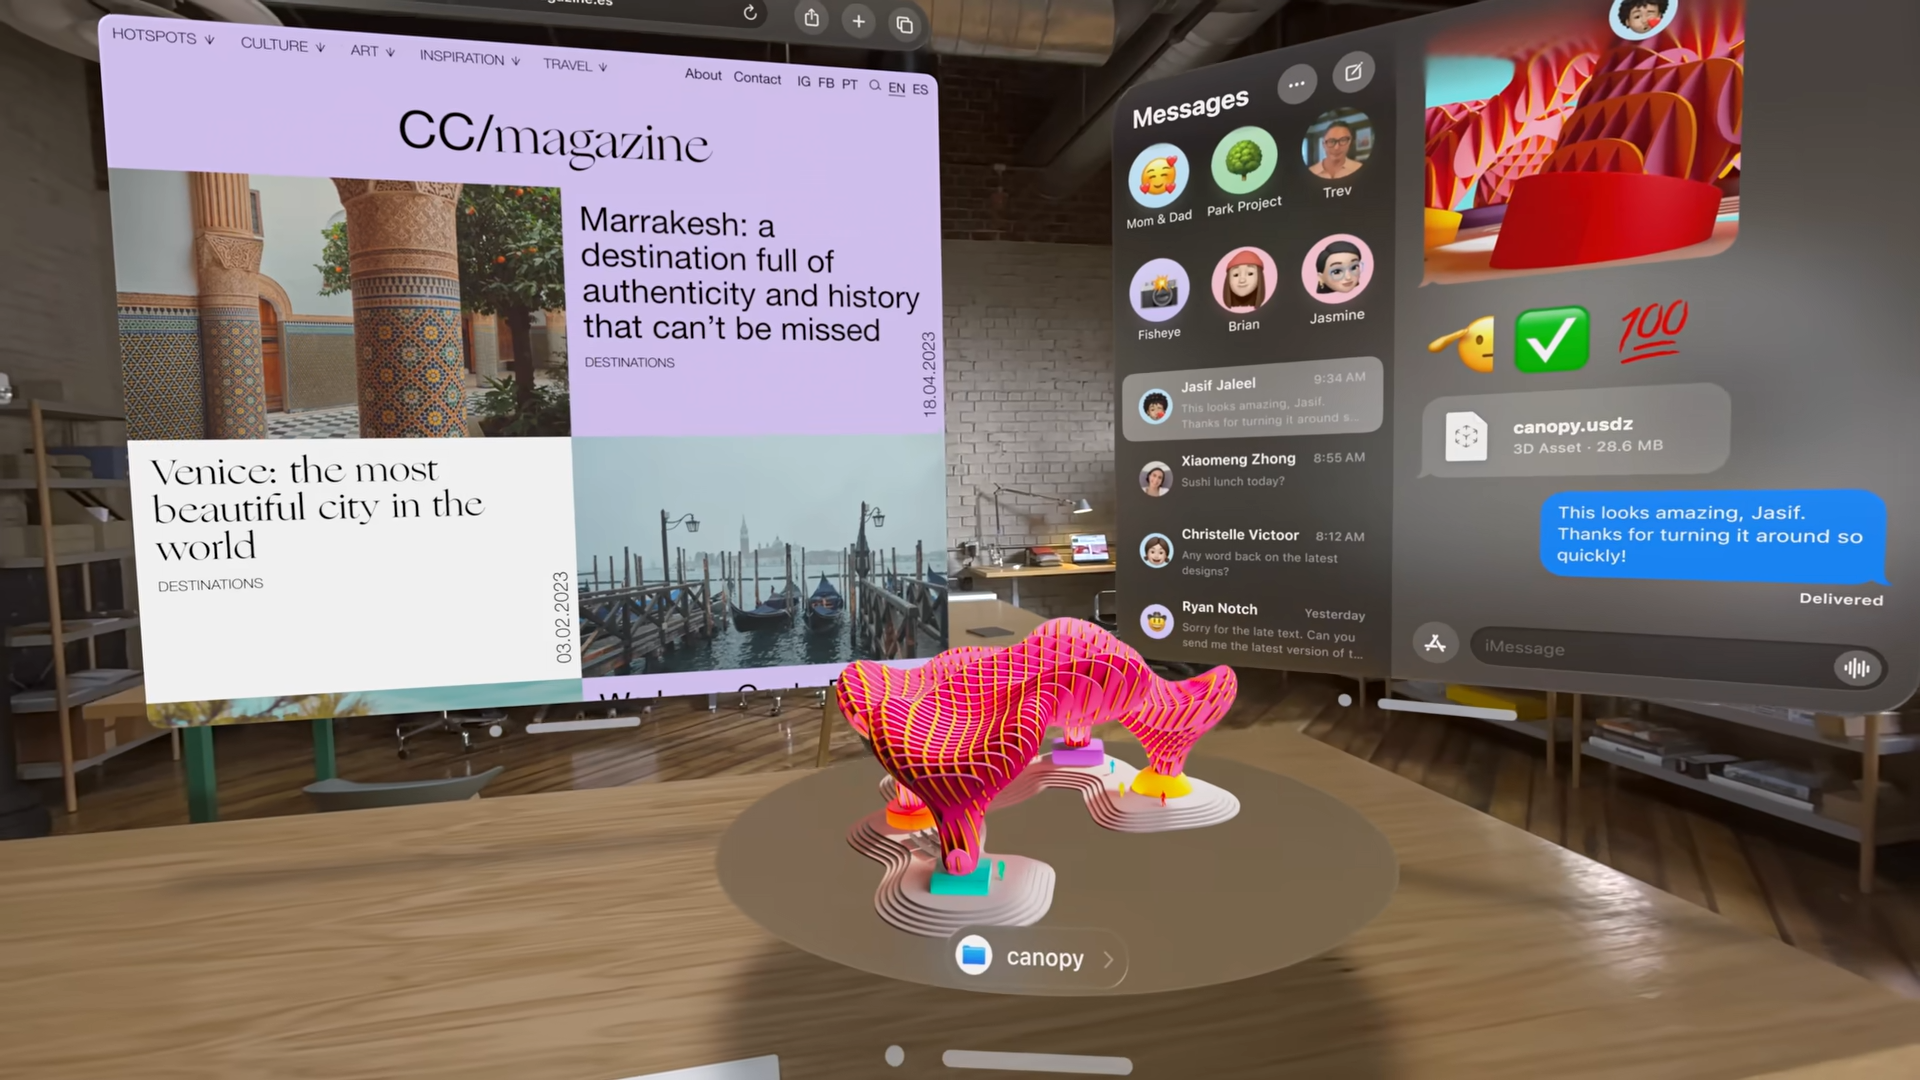 HOTSPOTS
CULTURE
ART
INSPIRATION
TRAVEL
About
Contact
IG FB PT
EN ES
CC/magazine
Marrakesh: a
destination full of
authenticity and history
that can't be missed
DESTINATIONS
18.04.2023
Venice: the most
beautiful city in the
world
DESTINATIONS
03.02.2023
Messages
Mom & Dad
Park Project
Trev
Fisheye
Brian
Jasmine
Jasif Jaleel 9:34 AM
This looks amazing, Jasif.
Thanks for turning it around s...
Xiaomeng Zhong 8:55 AM
Sushi lunch today?
Christelle Victoor 8:12 AM
Any word back on the latest
designs?
Ryan Notch Yesterday
Sorry for the late text. Can you
send me the latest version of t...
100
canopy.usdz
3D Asset · 28.6 MB
This looks amazing, Jasif.
Thanks for turning it around so
quickly!
Delivered
iMessage
canopy